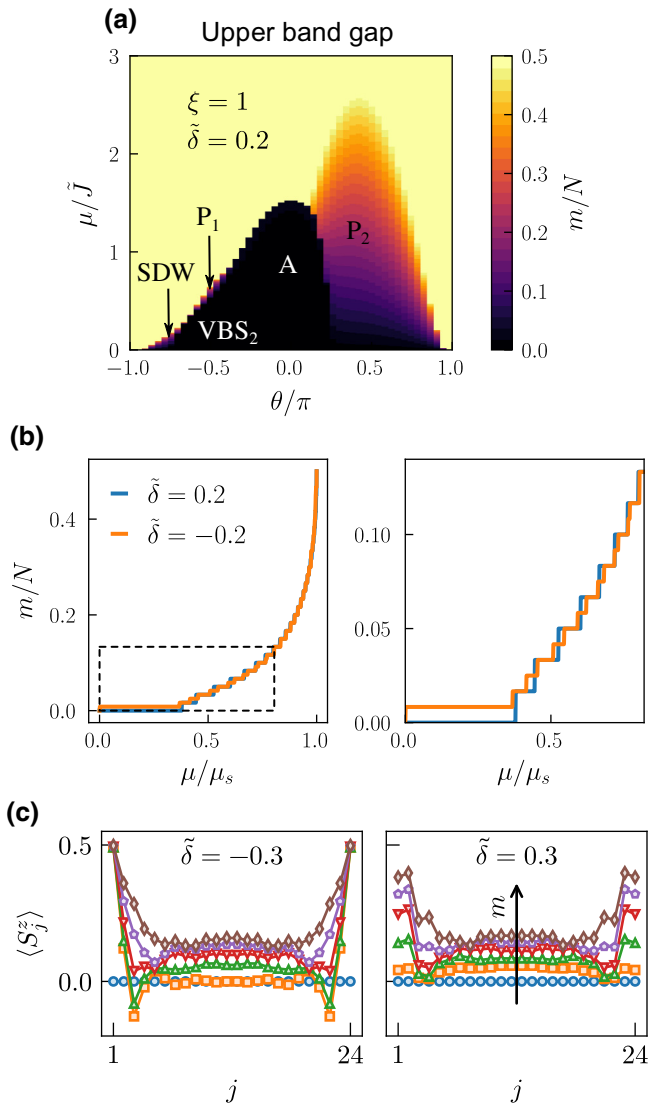 (a)
Upper band gap
ξ = 1
δ̃ = 0.2
P₁
SDW
A
P₂
VBS₂
3
2
1
0
μ/J̃
−1.0 −0.5 0.0 0.5 1.0
θ/π
0.5
0.4
0.3
0.2
0.1
0.0
m/N
(b)
δ̃ = 0.2
δ̃ = −0.2
0.4
0.2
0.0
m/N
0.0 0.5 1.0
μ/μₛ
0.10
0.05
0.00
0.0 0.5
μ/μₛ
(c)
δ̃ = −0.3
0.5
0.0
⟨Sⱼᶻ⟩
1 24
j
δ̃ = 0.3
m
1 24
j